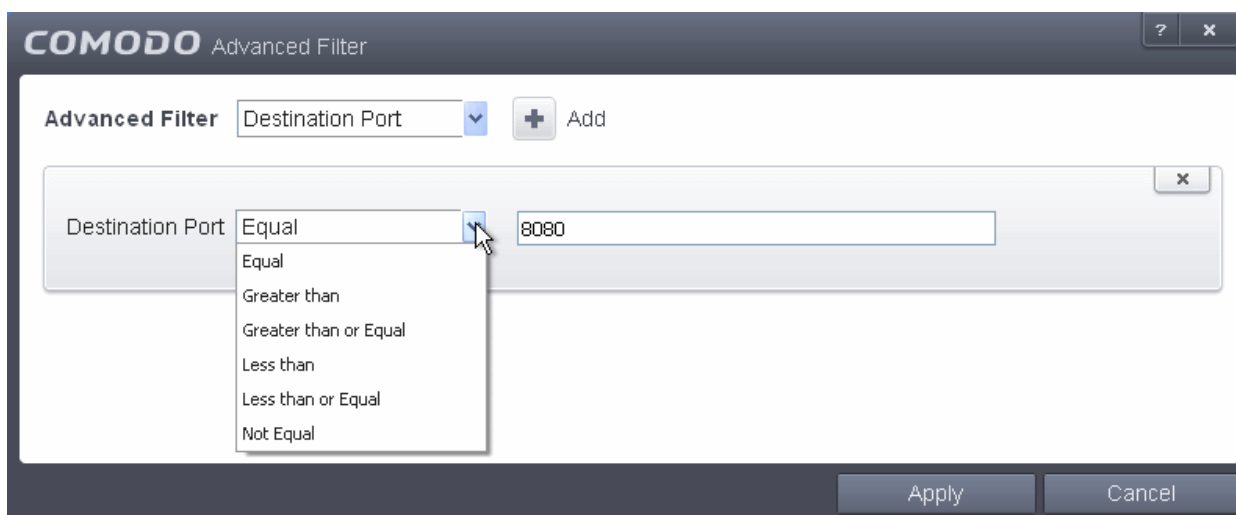 COMODO Advanced Filter ? ×
Advanced Filter Destination Port + Add
×
Destination Port Equal 8080
Equal
Greater than
Greater than or Equal
Less than
Less than or Equal
Not Equal
Apply Cancel